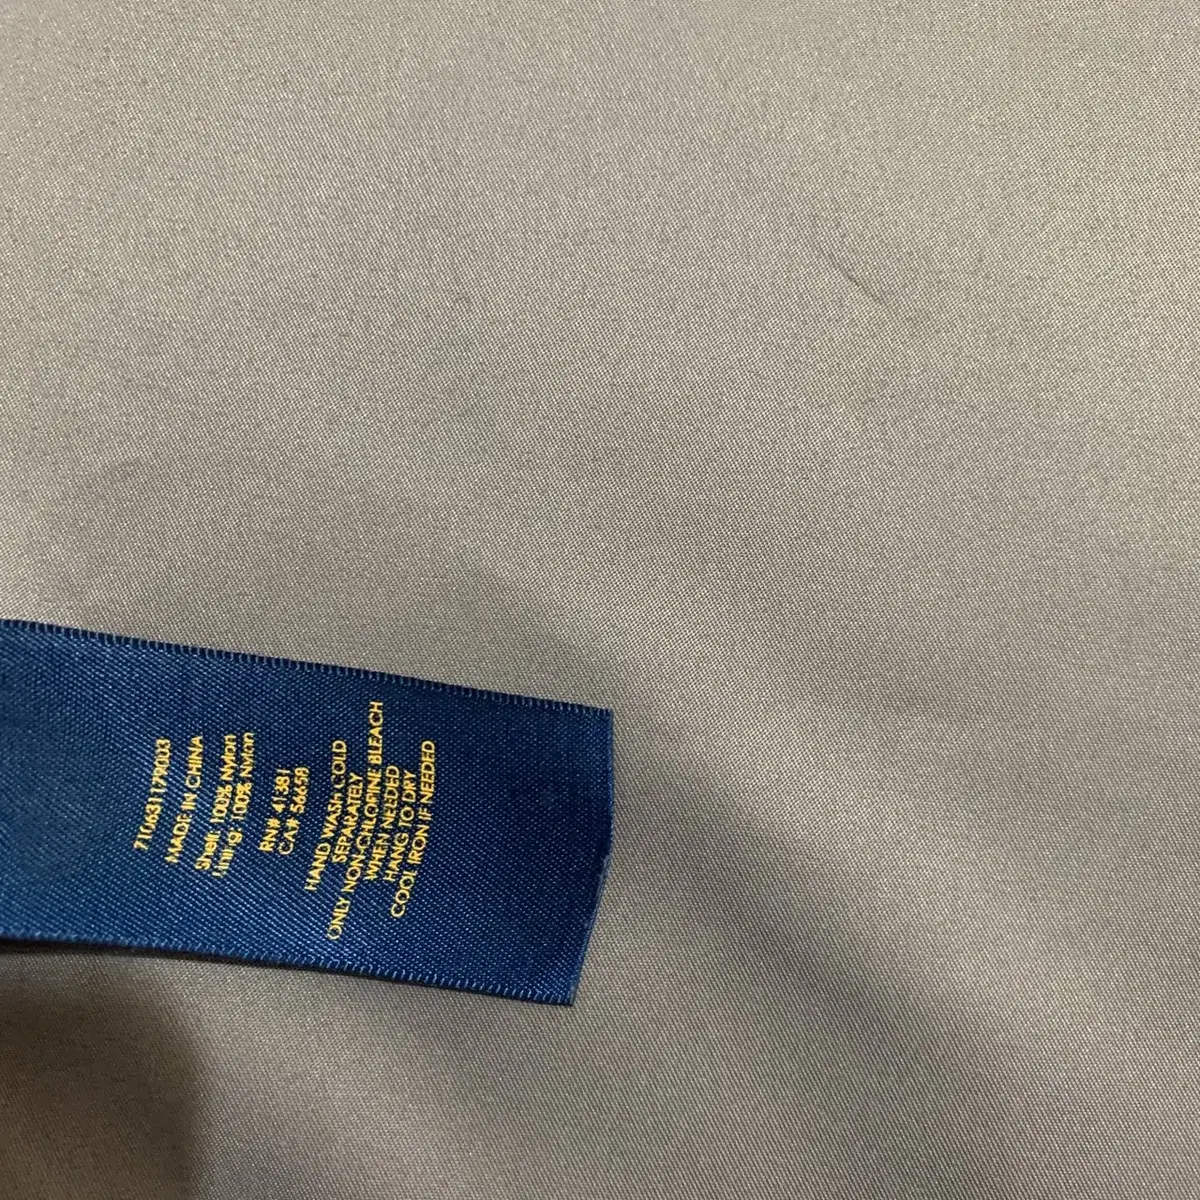 710631179003
MADE IN CHINA
Shell: 100% Nylon
Lining: 100% Nylon
RN# 41381
CA# 56658
HAND WASH COLD
SEPARATELY
ONLY NON-CHLORINE BLEACH
WHEN NEEDED
HANG TO DRY
COOL IRON IF NEEDED